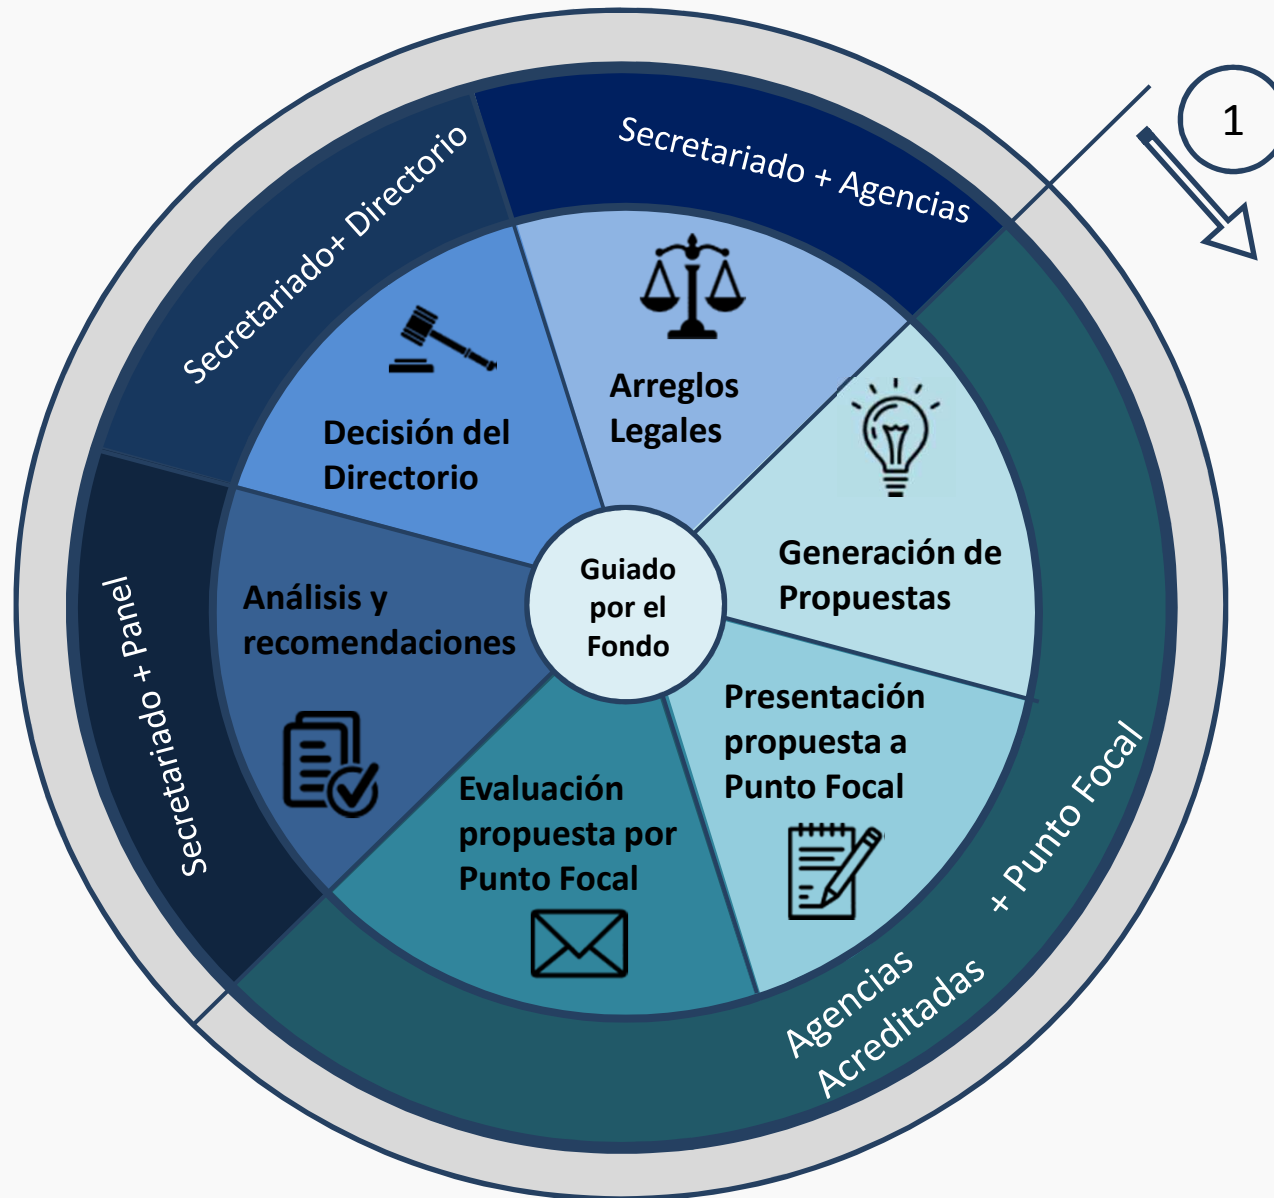 1
Secretariado + Agencias
Secretariado+ Directorio
Arreglos
Legales
Decisión del
Directorio
Generación de
Propuestas
Guiado
por el
Fondo
Análisis y
recomendaciones
Secretariado + Panel
Presentación
propuesta a
Punto Focal
Evaluación
propuesta por
Punto Focal
Agencias
Acreditadas
+ Punto Focal